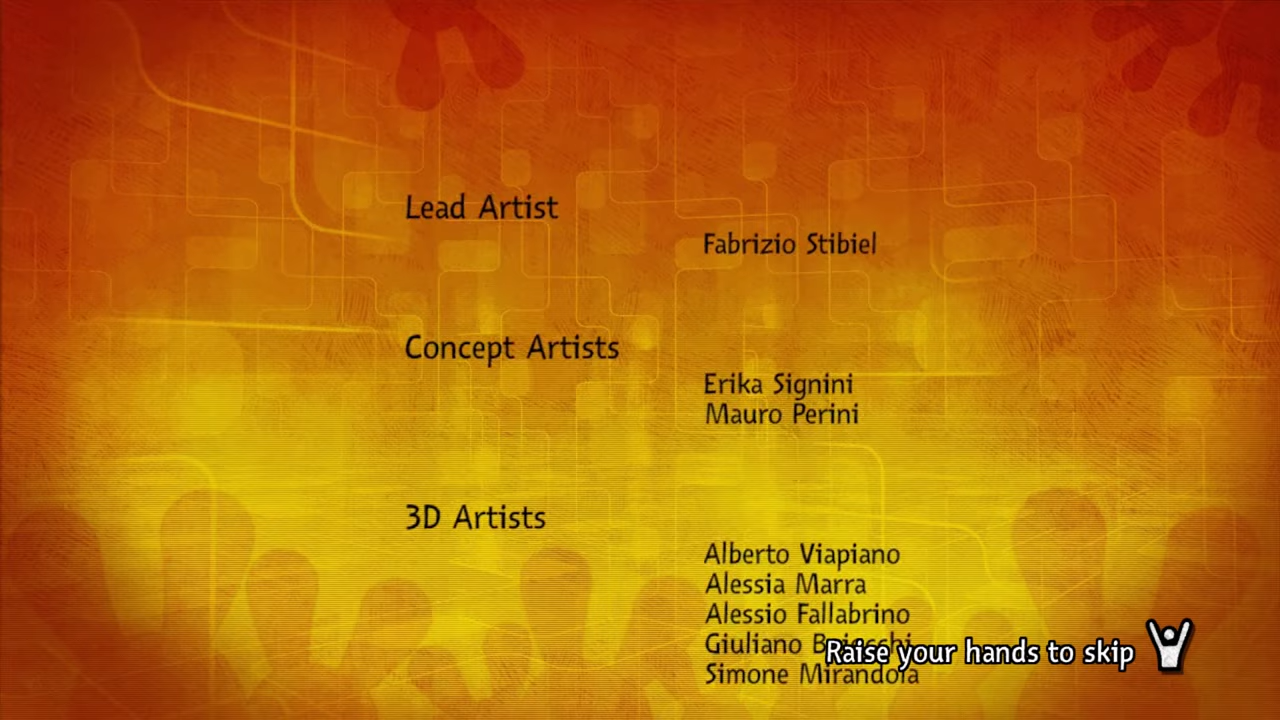 Lead Artist
Fabrizio Stibiel
Concept Artists
Erika Signini
Mauro Perini
3D Artists
Alberto Viapiano
Alessia Marra
Alessio Fallabrino
Giuliano
Raise your hands to skip
Simone Mirandola